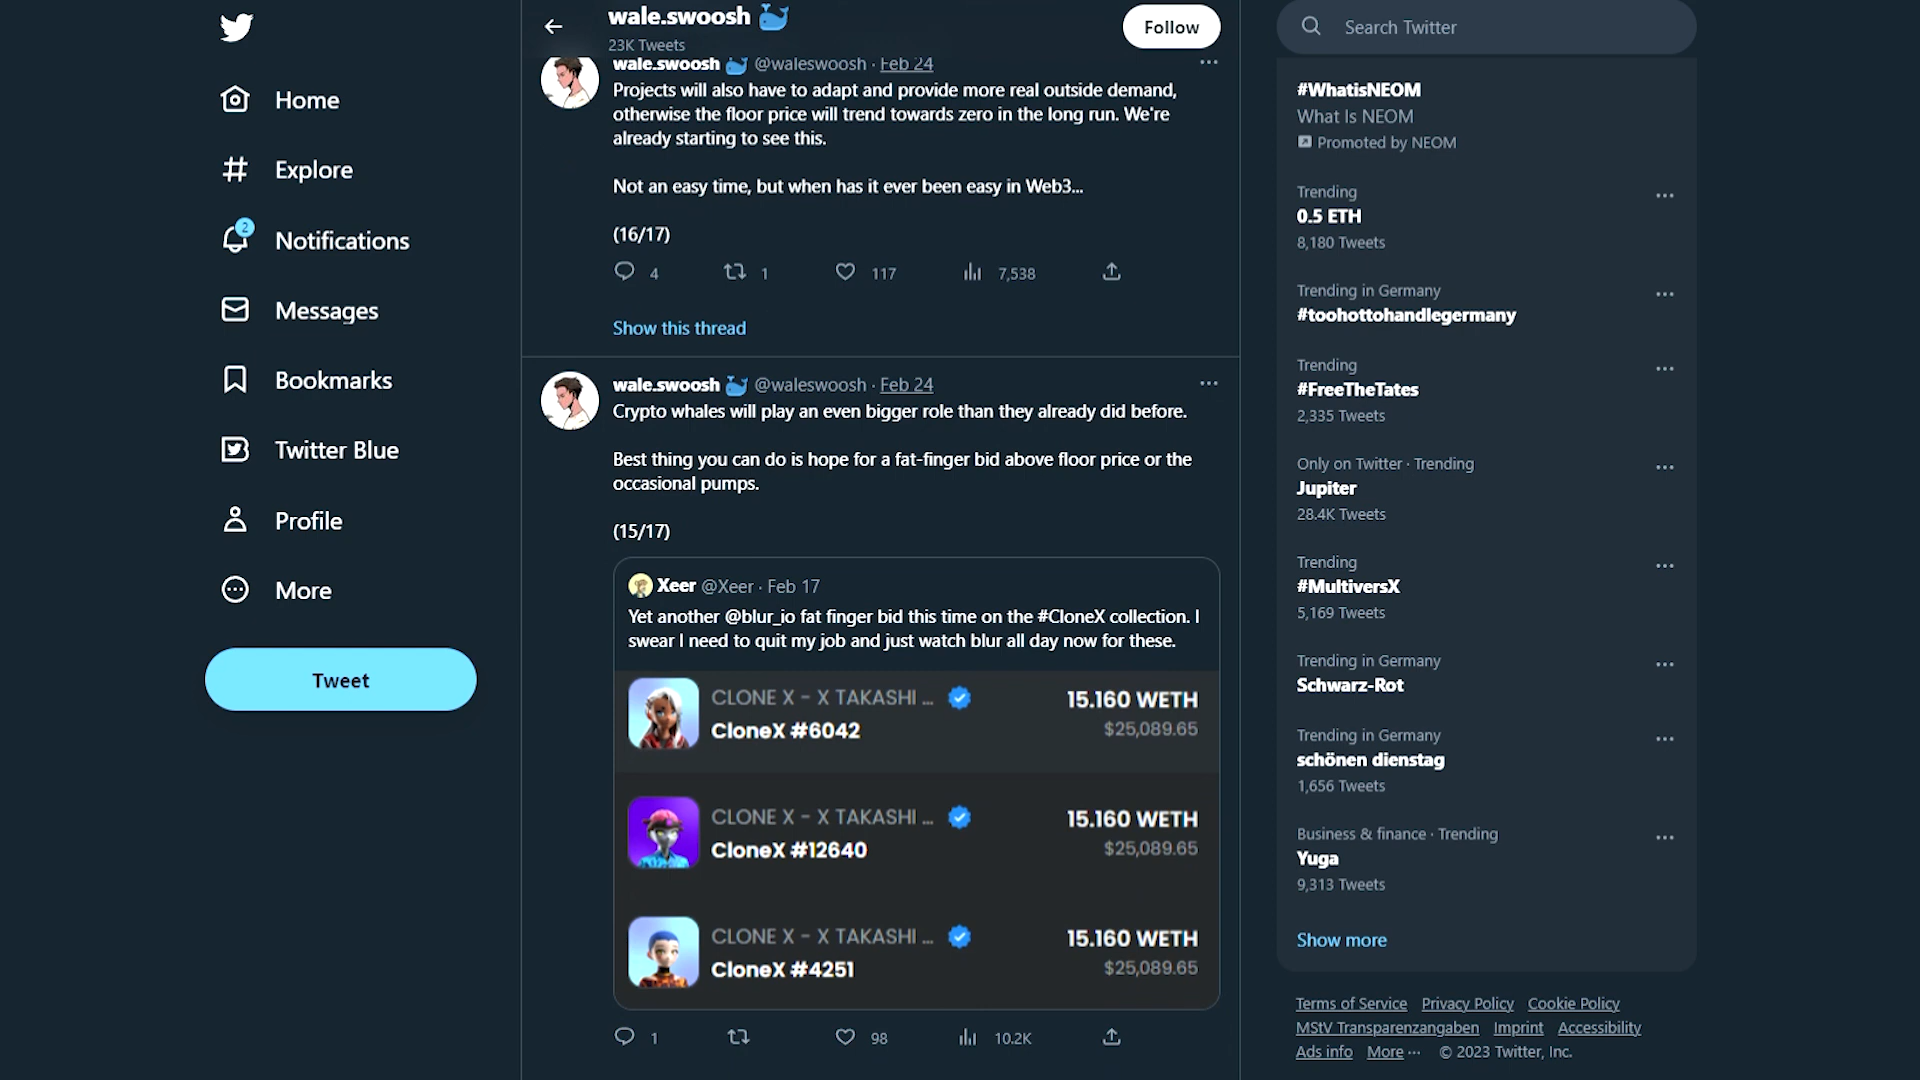 Home
Explore
2
Notifications
Messages
Bookmarks
Twitter Blue
Profile
More
Tweet
wale.swoosh
23K Tweets
Follow
wale.swoosh @waleswoosh · Feb 24
Projects will also have to adapt and provide more real outside demand,
otherwise the floor price will trend towards zero in the long run. We're
already starting to see this.
Not an easy time, but when has it ever been easy in Web3...
(16/17)
4 1 117 7,538
Show this thread
wale.swoosh @waleswoosh · Feb 24
Crypto whales will play an even bigger role than they already did before.
Best thing you can do is hope for a fat-finger bid above floor price or the
occasional pumps.
(15/17)
Xeer @Xeer · Feb 17
Yet another @blur_io fat finger bid this time on the #CloneX collection. I
swear I need to quit my job and just watch blur all day now for these.
CLONE X - X TAKASHI ... 15.160 WETH
CloneX #6042 $25,089.65
CLONE X - X TAKASHI ... 15.160 WETH
CloneX #12640 $25,089.65
CLONE X - X TAKASHI ... 15.160 WETH
CloneX #4251 $25,089.65
1 98 10.2K
Search Twitter
#WhatisNEOM
What Is NEOM
Promoted by NEOM
Trending
0.5 ETH
8,180 Tweets
Trending in Germany
#toohottohandlegermany
Trending
#FreeTheTates
2,335 Tweets
Only on Twitter · Trending
Jupiter
28.4K Tweets
Trending
#MultiversX
5,169 Tweets
Trending in Germany
Schwarz-Rot
Trending in Germany
schönen dienstag
1,656 Tweets
Business & finance · Trending
Yuga
9,313 Tweets
Show more
Terms of Service Privacy Policy Cookie Policy
MStV Transparenzangaben Imprint Accessibility
Ads info More ··· © 2023 Twitter, Inc.